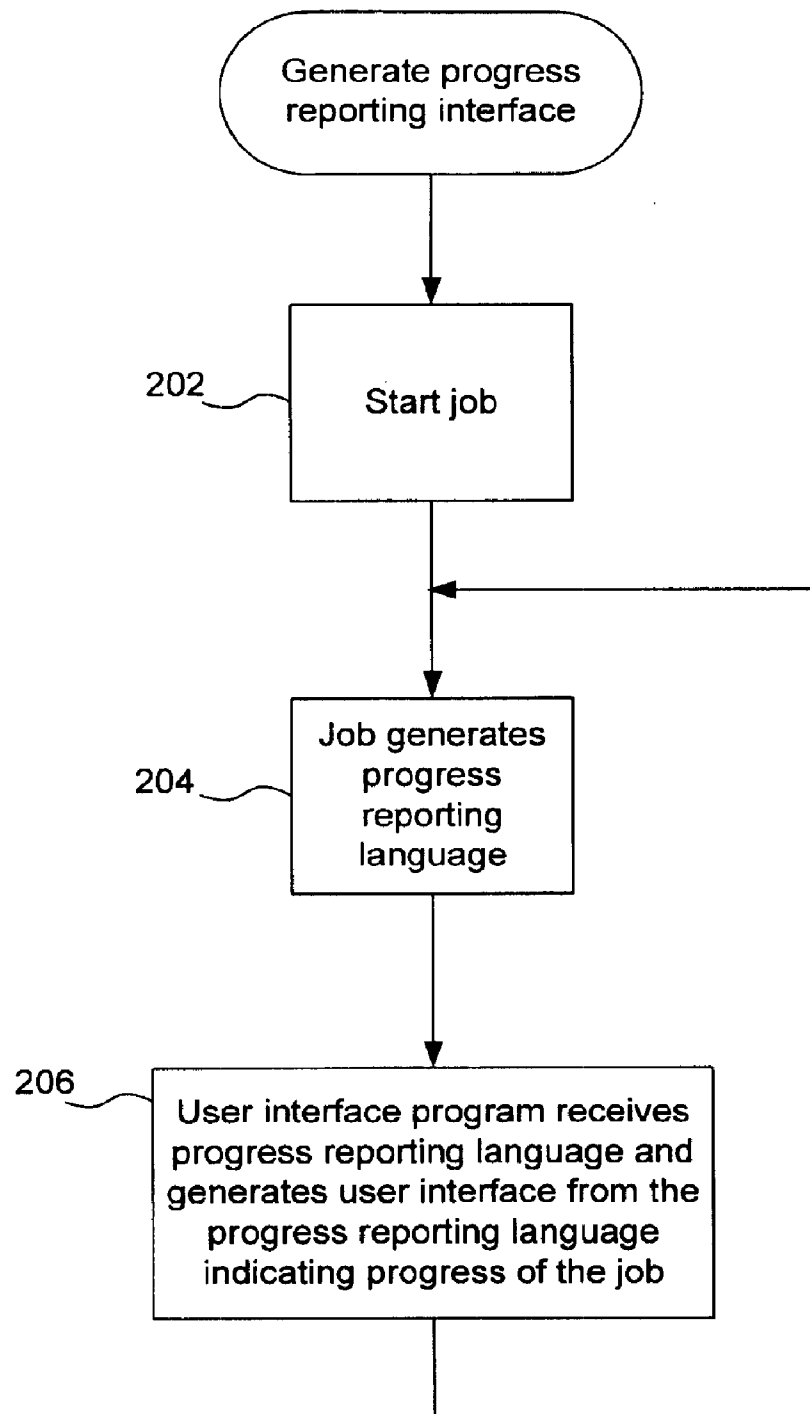 Generate progress
reporting interface
202
Start job
204
Job generates
progress
reporting
language
206
User interface program receives
progress reporting language and
generates user interface from the
progress reporting language
indicating progress of the job